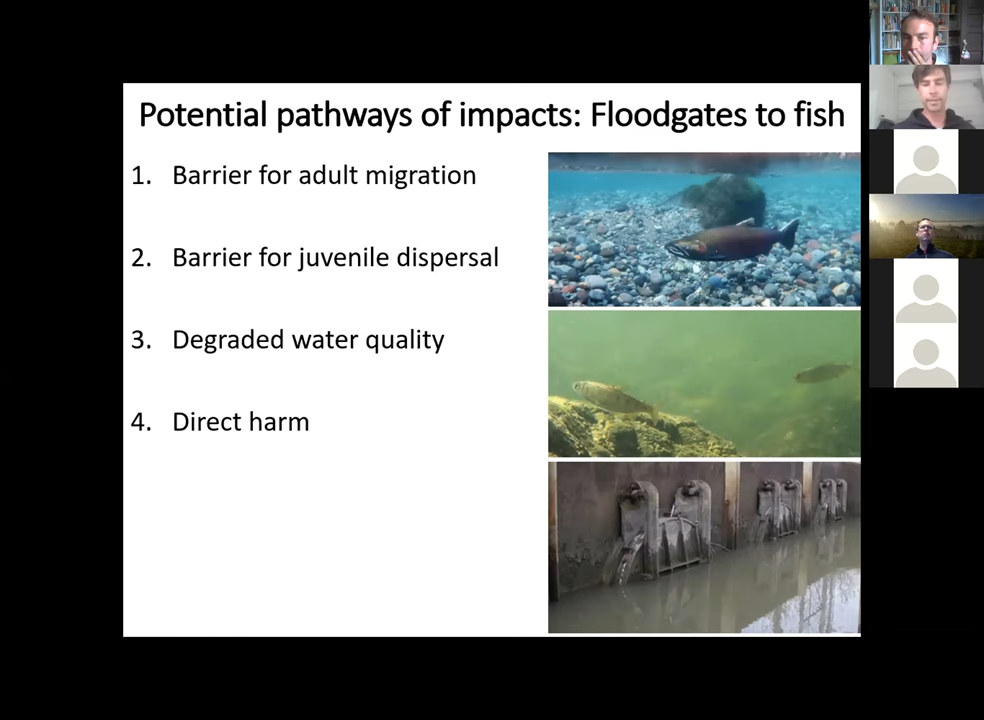 Potential pathways of impacts: Floodgates to fish
1. Barrier for adult migration
2. Barrier for juvenile dispersal
3. Degraded water quality
4. Direct harm